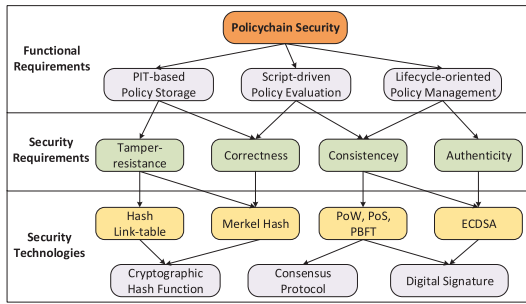 Policychain Security
Functional
Requirements
PIT-based
Policy Storage
Script-driven
Policy Evaluation
Lifecycle-oriented
Policy Management
Security
Requirements
Tamper-
resistance
Correctness
Consistencey
Authenticity
Security
Technologies
Hash
Link-table
Merkel Hash
PoW, PoS,
PBFT
ECDSA
Cryptographic
Hash Function
Consensus
Protocol
Digital Signature